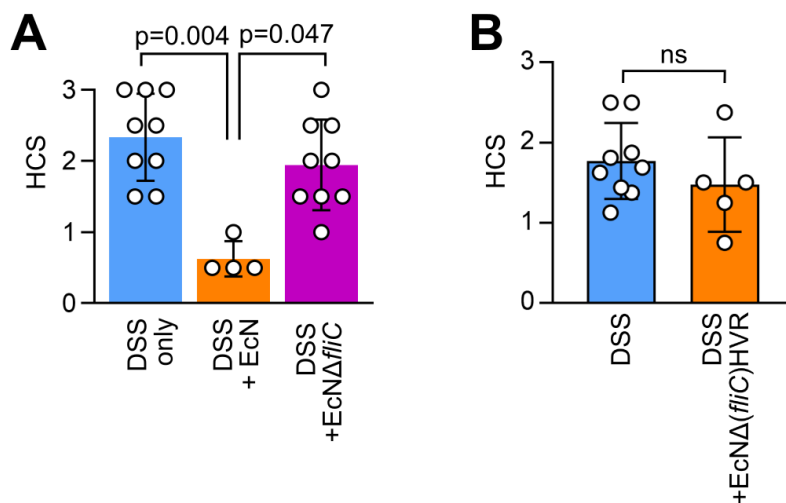 A
p=0.004 p=0.047
HCS
3
2
1
0
DSS
only
DSS
+ EcN
DSS
+EcNΔfliC
B
ns
HCS
3
2
1
0
DSS
DSS
+EcNΔ(fliC)HVR